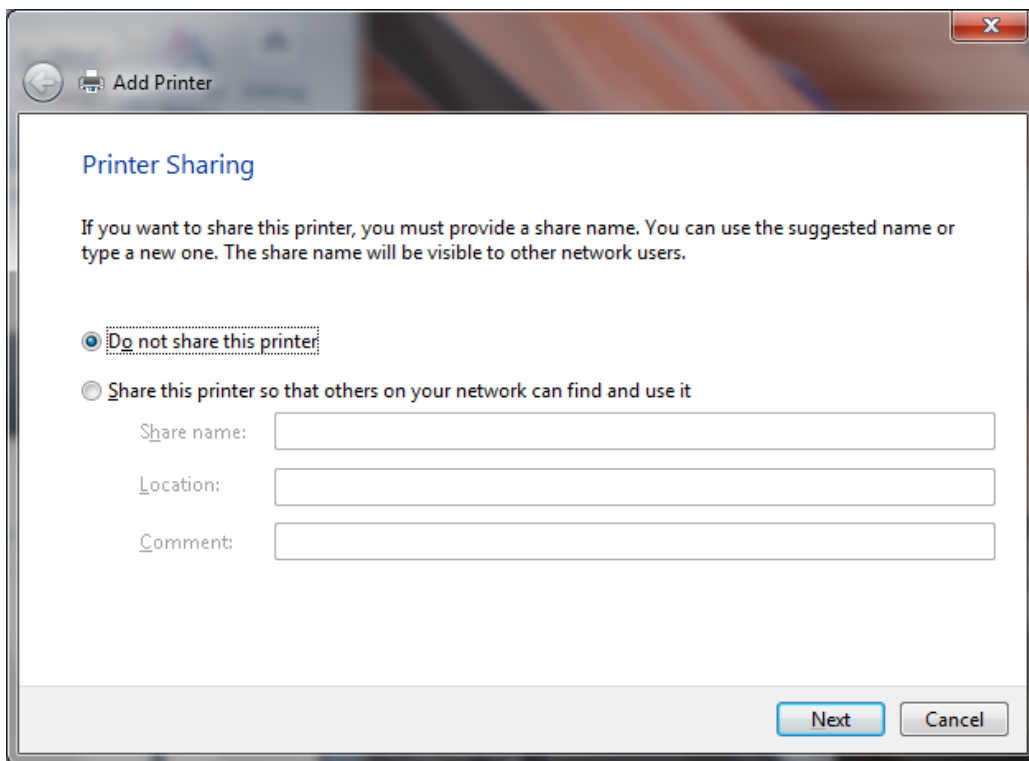 Add Printer
Printer Sharing
If you want to share this printer, you must provide a share name. You can use the suggested name or
type a new one. The share name will be visible to other network users.
Do not share this printer
Share this printer so that others on your network can find and use it
Share name:
Location:
Comment:
Next
Cancel